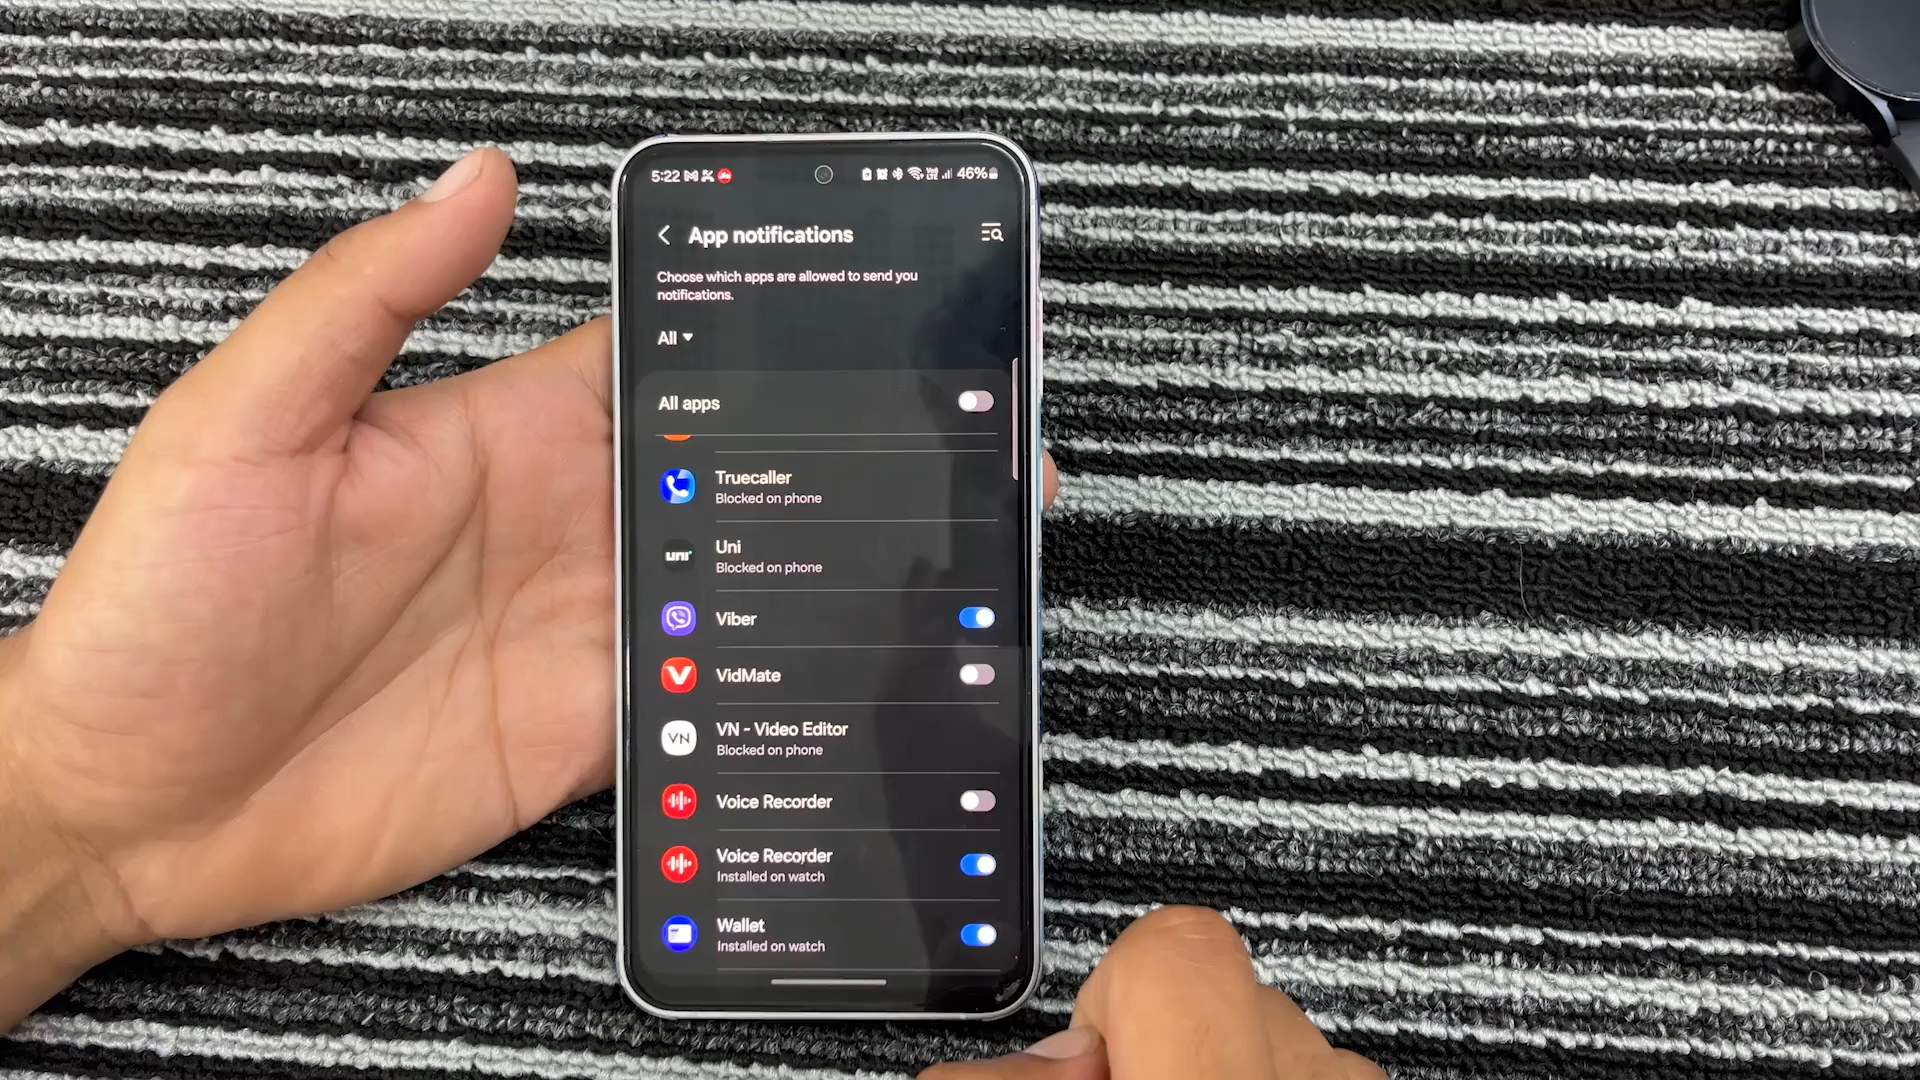 5:22
46%
App notifications
Choose which apps are allowed to send you
notifications.
All
All apps
Truecaller
Blocked on phone
uni
Uni
Blocked on phone
Viber
VidMate
VN
VN - Video Editor
Blocked on phone
Voice Recorder
Voice Recorder
Installed on watch
Wallet
Installed on watch